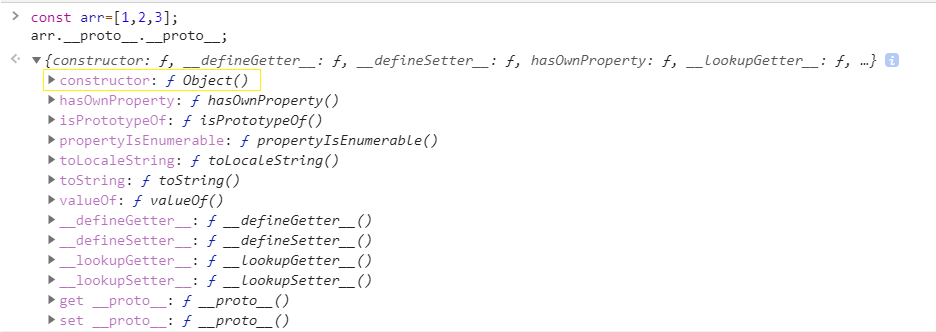 > const arr=[1,2,3];
arr.__proto__.__proto__;
<· ▼{constructor: ƒ, __defineGetter__: ƒ, __defineSetter__: ƒ, hasOwnProperty: ƒ, __lookupGetter__: ƒ, …} i
▶constructor: ƒ Object()
▶hasOwnProperty: ƒ hasOwnProperty()
▶isPrototypeOf: ƒ isPrototypeOf()
▶propertyIsEnumerable: ƒ propertyIsEnumerable()
▶toLocaleString: ƒ toLocaleString()
▶toString: ƒ toString()
▶valueOf: ƒ valueOf()
▶__defineGetter__: ƒ __defineGetter__()
▶__defineSetter__: ƒ __defineSetter__()
▶__lookupGetter__: ƒ __lookupGetter__()
▶__lookupSetter__: ƒ __lookupSetter__()
▶get __proto__: ƒ __proto__()
▶set __proto__: ƒ __proto__()